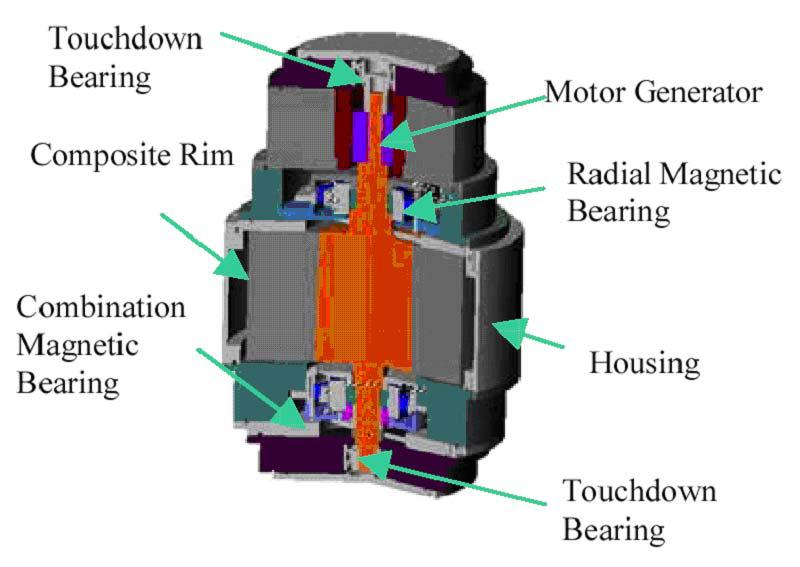 Touchdown
Bearing
Motor Generator
Composite Rim
Radial Magnetic
Bearing
Combination
Magnetic
Bearing
Housing
Touchdown
Bearing